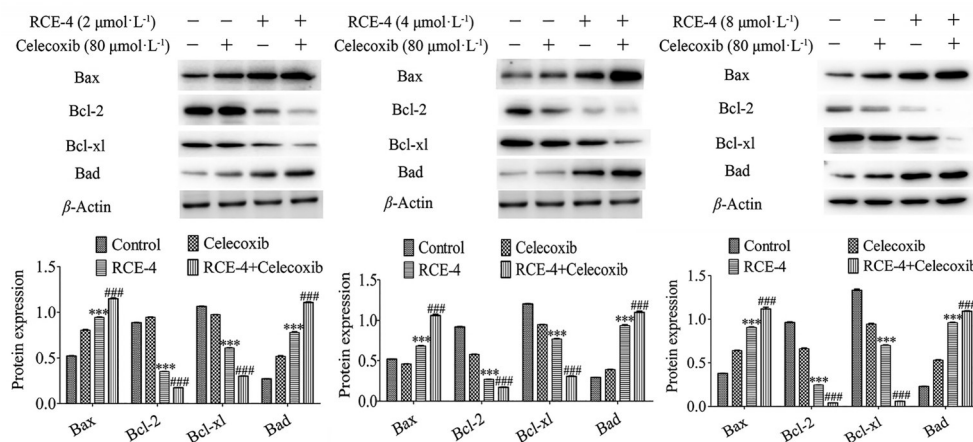 RCE-4 (2 μmol·L⁻¹) − − + +
Celecoxib (80 μmol·L⁻¹) − + − +
Bax
Bcl-2
Bcl-xl
Bad
β-Actin
Control
Celecoxib
RCE-4
RCE-4+Celecoxib
Protein expression
1.5
1.0
0.5
0.0
*** ###
*** ###
*** ###
*** ###
Bax Bcl-2 Bcl-xl Bad
RCE-4 (4 μmol·L⁻¹) − − + +
Celecoxib (80 μmol·L⁻¹) − + − +
Bax
Bcl-2
Bcl-xl
Bad
β-Actin
Control
Celecoxib
RCE-4
RCE-4+Celecoxib
Protein expression
1.5
1.0
0.5
0.0
*** ###
*** ###
*** ###
*** ###
Bax Bcl-2 Bcl-xl Bad
RCE-4 (8 μmol·L⁻¹) − − + +
Celecoxib (80 μmol·L⁻¹) − + − +
Bax
Bcl-2
Bcl-xl
Bad
β-Actin
Control
Celecoxib
RCE-4
RCE-4+Celecoxib
Protein expression
1.5
1.0
0.5
0.0
*** ###
*** ###
*** ###
*** ###
Bax Bcl-2 Bcl-xl Bad